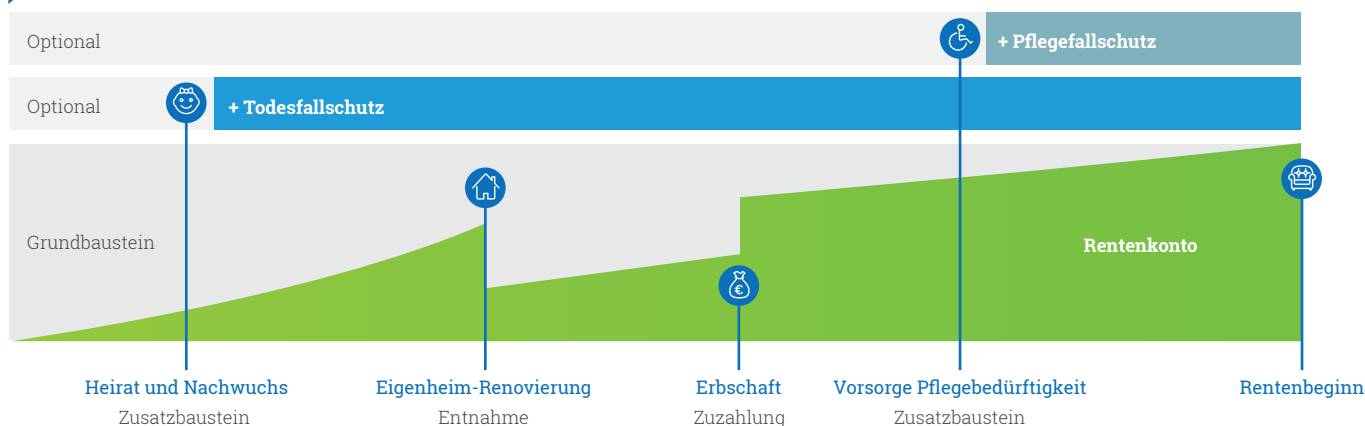 Optional
+ Pflegefallschutz
Optional
+ Todesfallschutz
Grundbaustein
Rentenkonto
€
Heirat und Nachwuchs
Zusatzbaustein
Eigenheim-Renovierung
Entnahme
Erbschaft
Zuzahlung
Vorsorge Pflegebedürftigkeit
Zusatzbaustein
Rentenbeginn